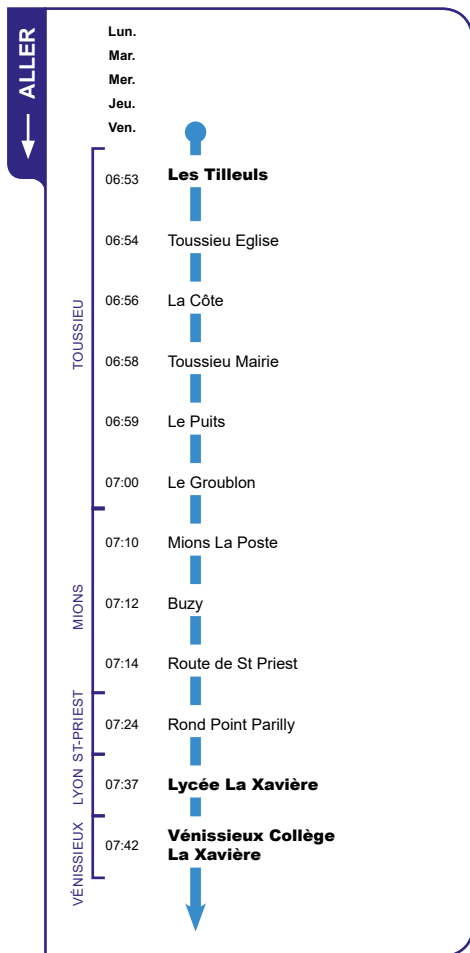 ALLER
Lun.
Mar.
Mer.
Jeu.
Ven.
TOUSSIEU
06:53 Les Tilleuls
06:54 Toussieu Eglise
06:56 La Côte
06:58 Toussieu Mairie
06:59 Le Puits
07:00 Le Groublon
MIONS
07:10 Mions La Poste
07:12 Buzy
07:14 Route de St Priest
ST-PRIEST
07:24 Rond Point Parilly
LYON
07:37 Lycée La Xavière
VÉNISSIEUX
07:42 Vénissieux Collège
La Xavière